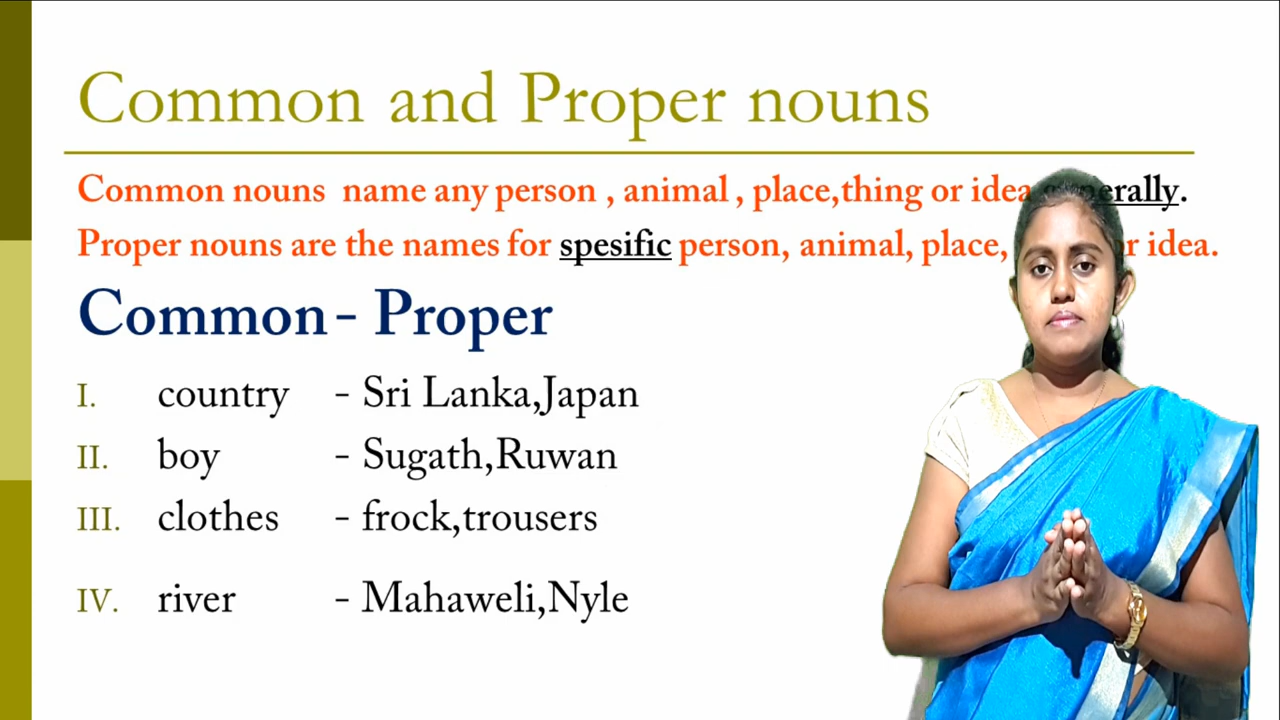 Common and Proper nouns
Common nouns name any person , animal , place,thing or idea
Proper nouns are the names for spesific person, animal, place, idea.
Common - Proper
I. country - Sri Lanka,Japan
II. boy - Sugath,Ruwan
III. clothes - frock,trousers
IV. river - Mahaweli,Nyle